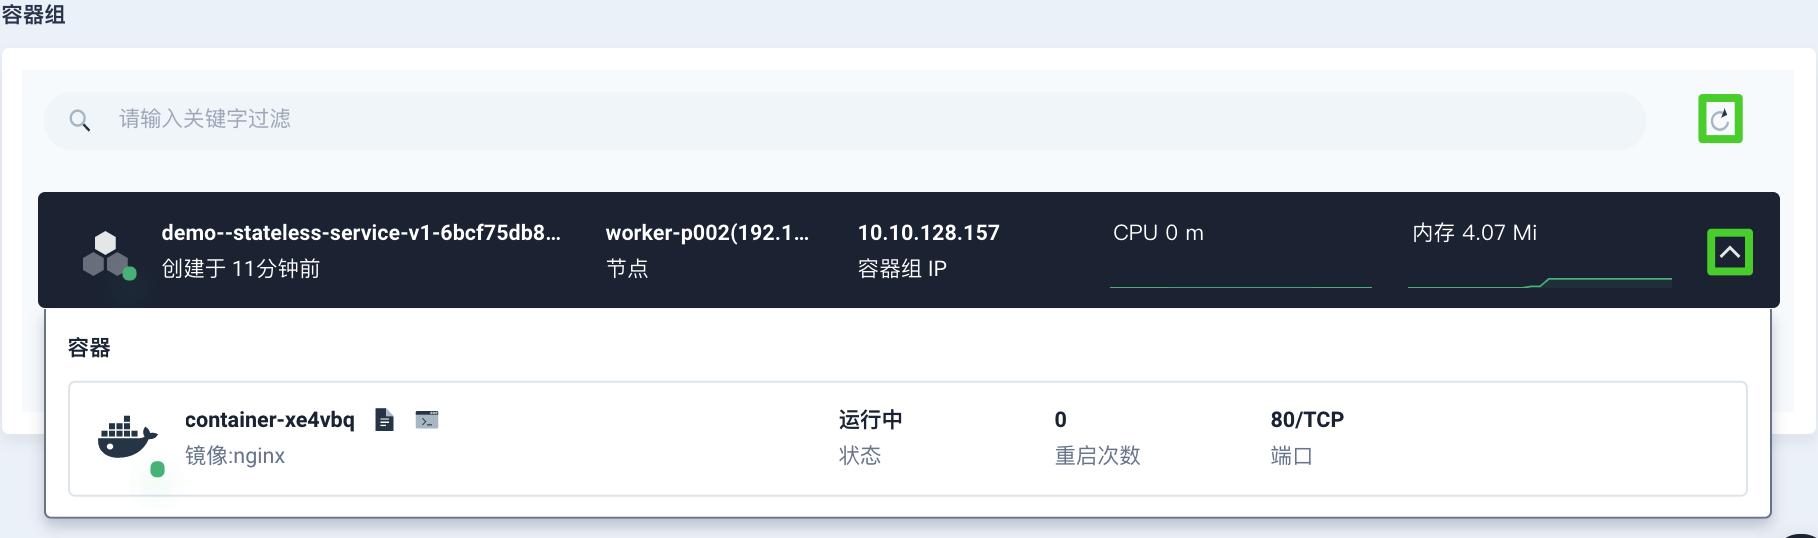 容器组
请输入关键字过滤
demo--stateless-service-v1-6bcf75db8... worker-p002(192.1... 10.10.128.157 CPU 0 m 内存 4.07 Mi
创建于 11分钟前 节点 容器组 IP
容器
container-xe4vbq 运行中 0 80/TCP
镜像:nginx 状态 重启次数 端口